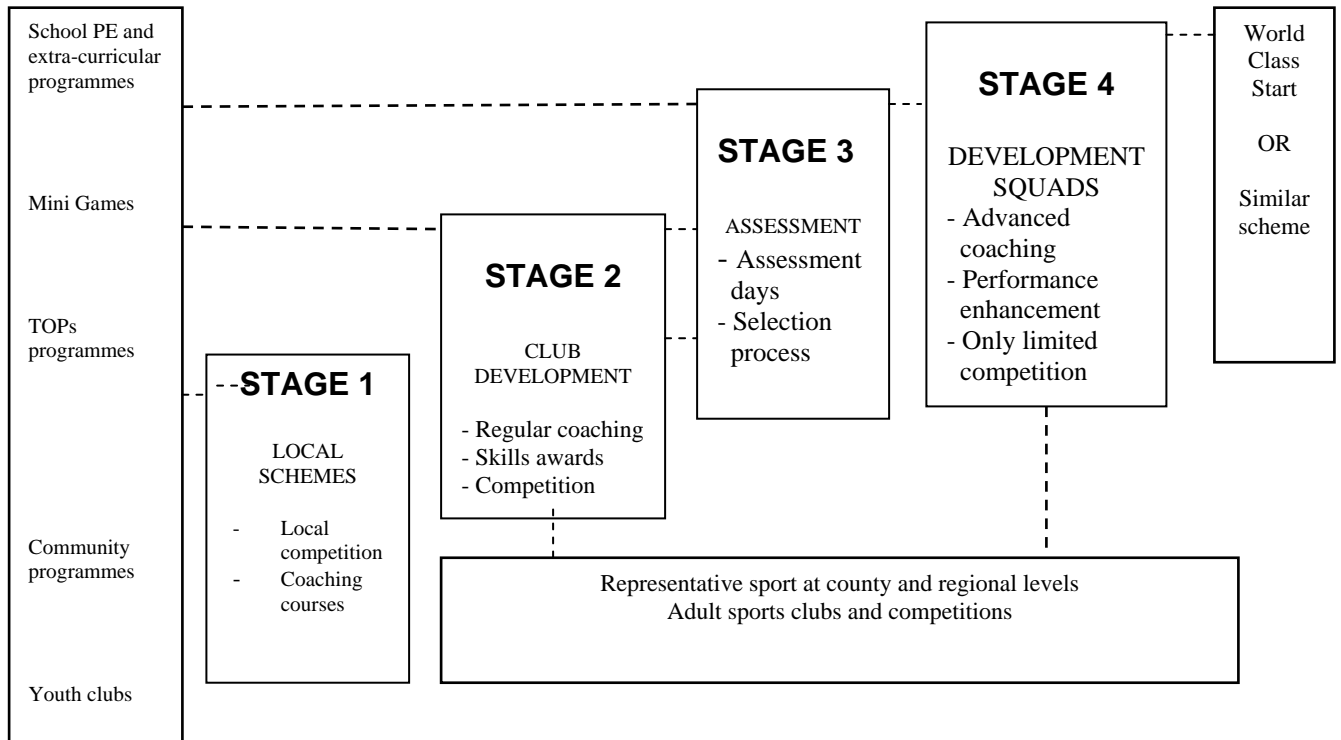 School PE and
extra-curricular
programmes
Mini Games
TOPs
programmes
Community
programmes
Youth clubs
STAGE 1
LOCAL
SCHEMES
- Local
competition
- Coaching
courses
STAGE 2
CLUB
DEVELOPMENT
- Regular coaching
- Skills awards
- Competition
STAGE 3
ASSESSMENT
- Assessment
days
- Selection
process
STAGE 4
DEVELOPMENT
SQUADS
- Advanced
coaching
- Performance
enhancement
- Only limited
competition
World
Class
Start
OR
Similar
scheme
Representative sport at county and regional levels
Adult sports clubs and competitions